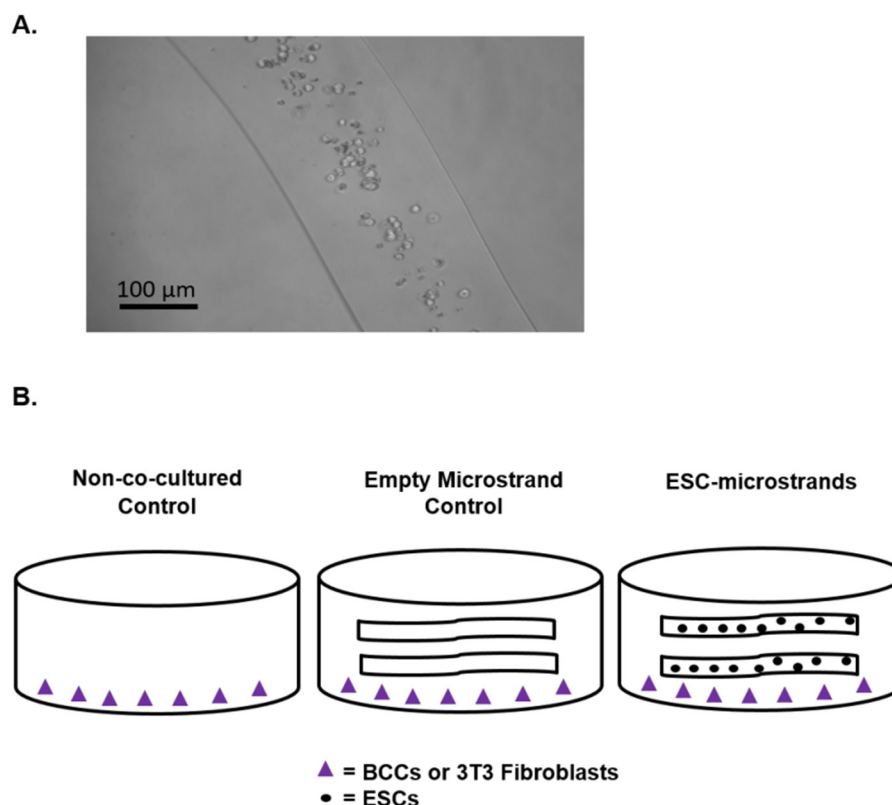 A.
100 μm
B.
Non-co-cultured
Control
Empty Microstrand
Control
ESC-microstrands
= BCCs or 3T3 Fibroblasts
= ESCs